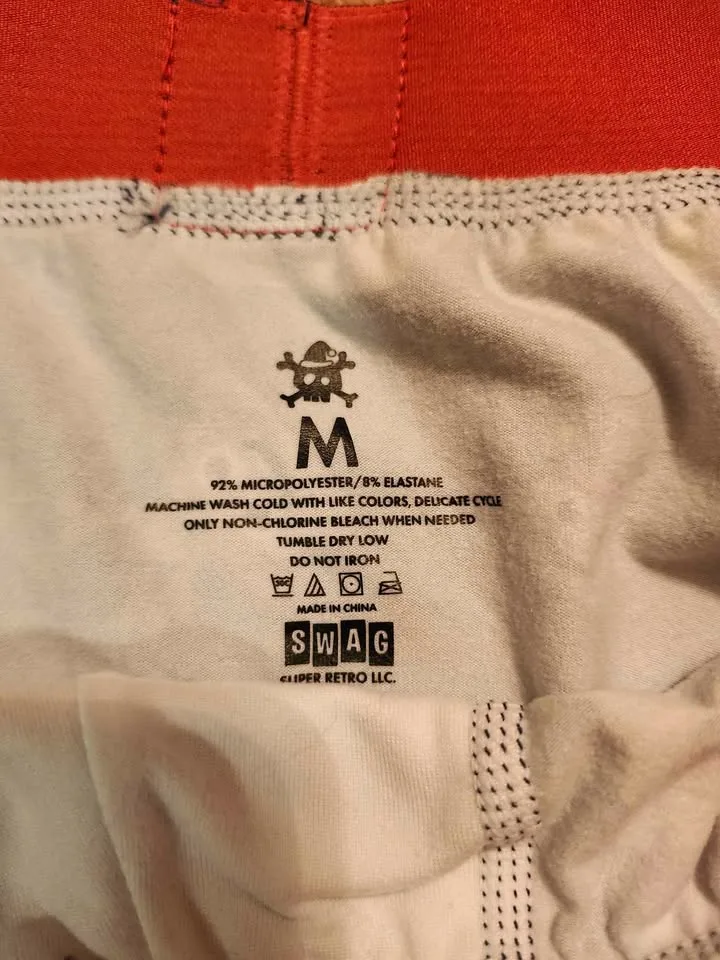 M
92% MICROPOLYESTER/8% ELASTANE
MACHINE WASH COLD WITH LIKE COLORS, DELICATE CYCLE
ONLY NON-CHLORINE BLEACH WHEN NEEDED
TUMBLE DRY LOW
DO NOT IRON
30C
MADE IN CHINA
SWAG
SUPER RETRO LLC.